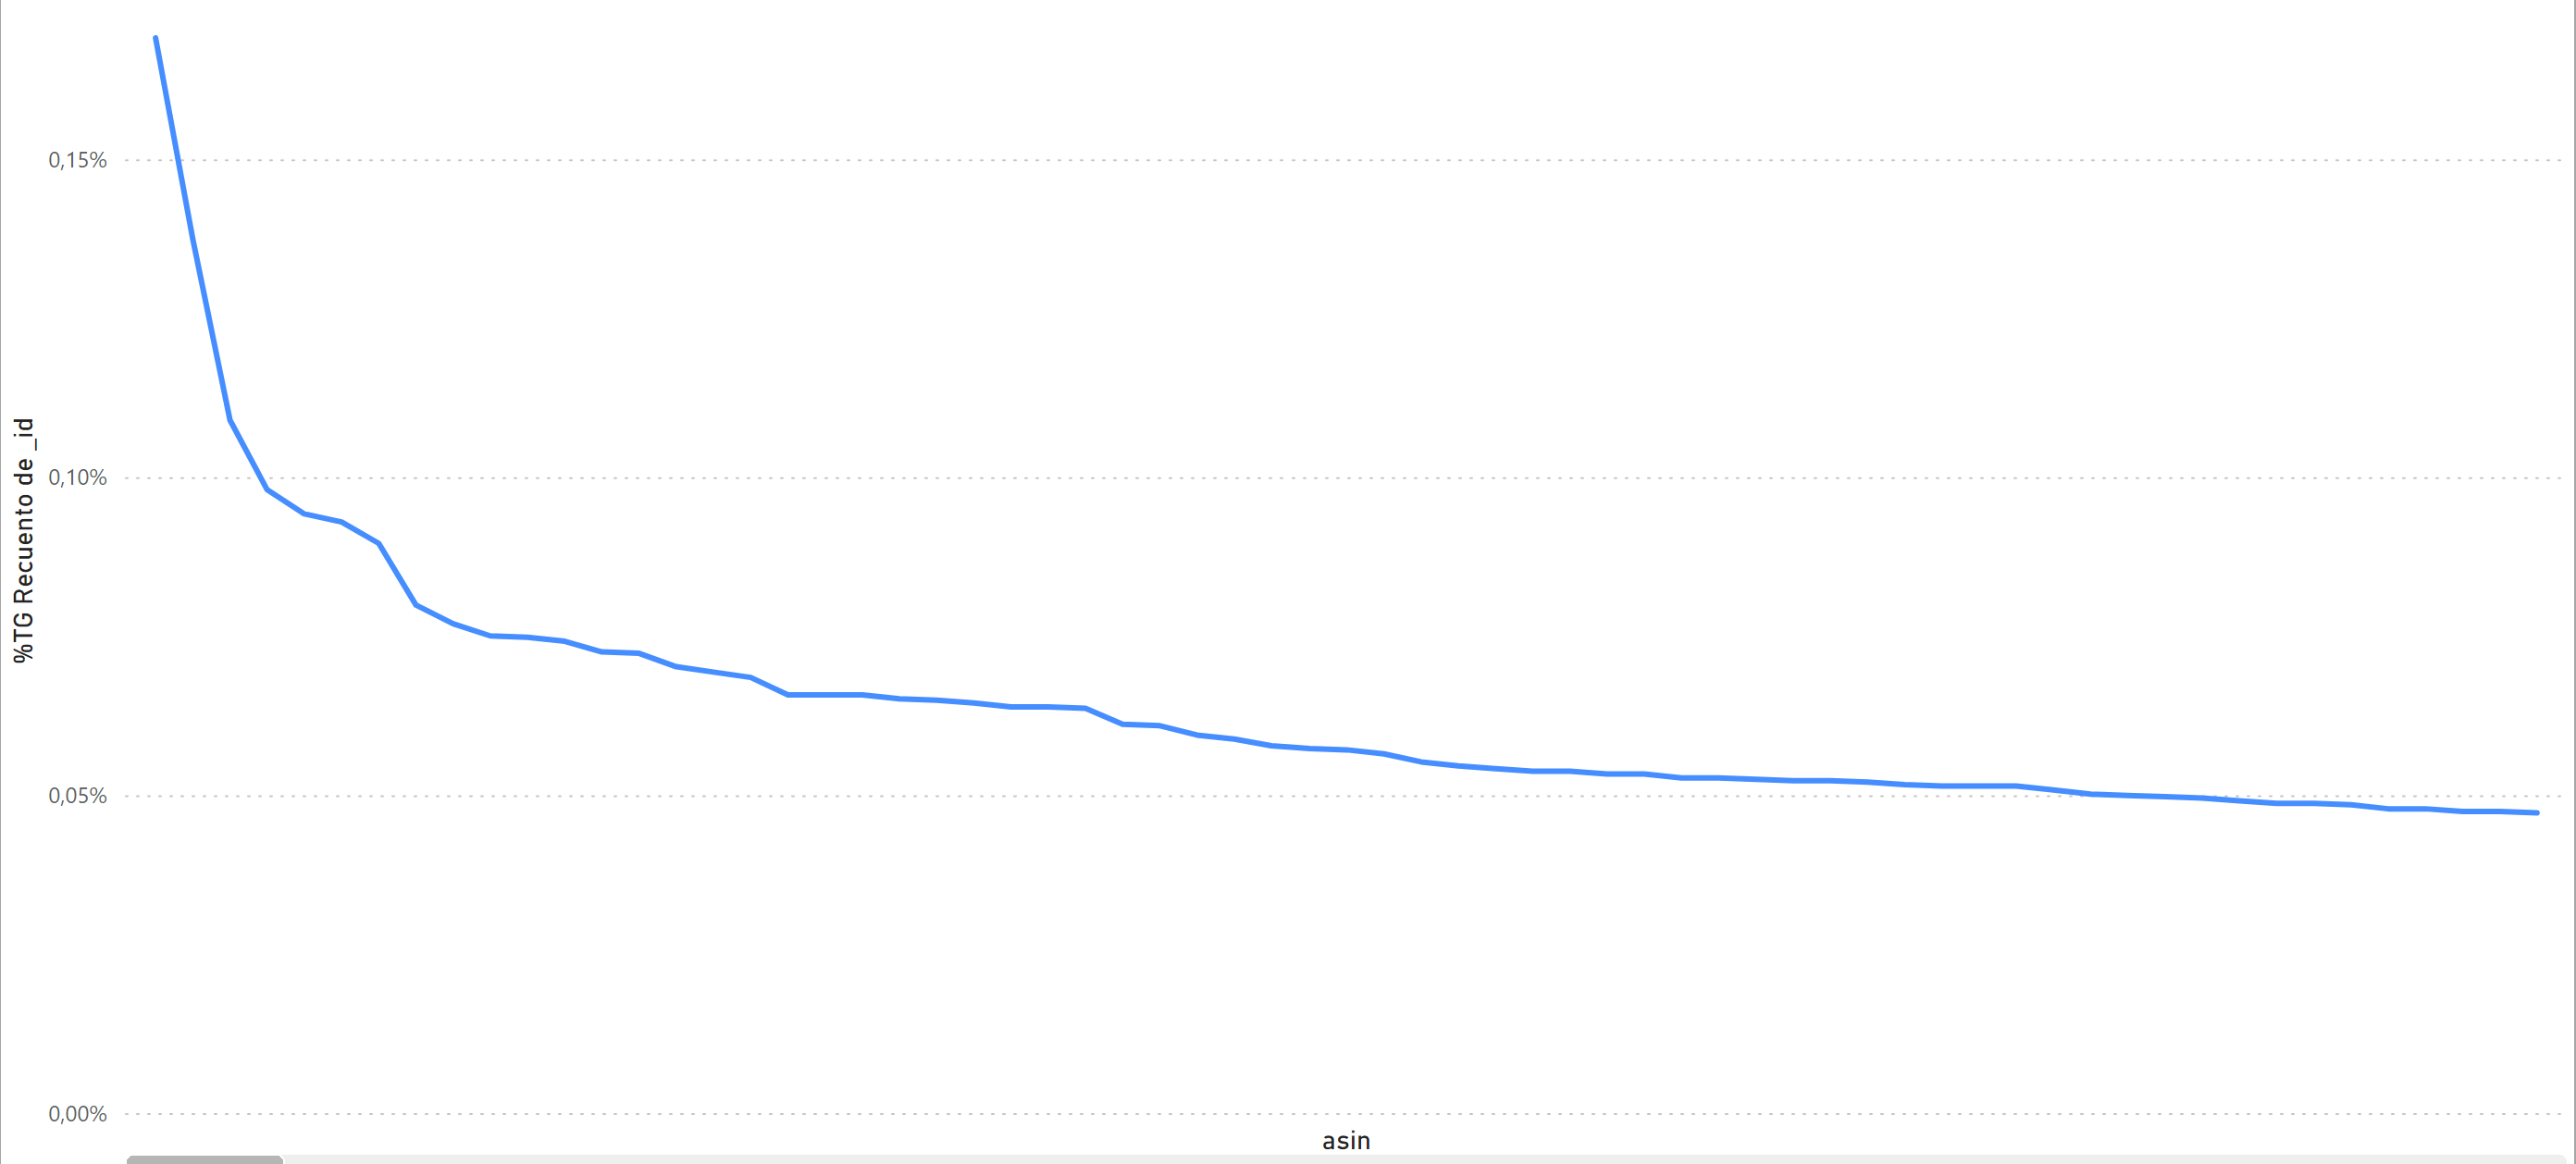 0,15%
0,10%
0,05%
0,00%
%TG Recuento de _id
asin